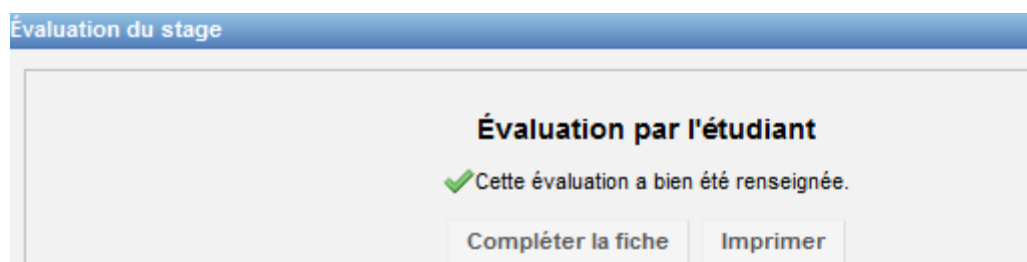 Évaluation du stage
Évaluation par l'étudiant
Cette évaluation a bien été renseignée.
Compléter la fiche Imprimer